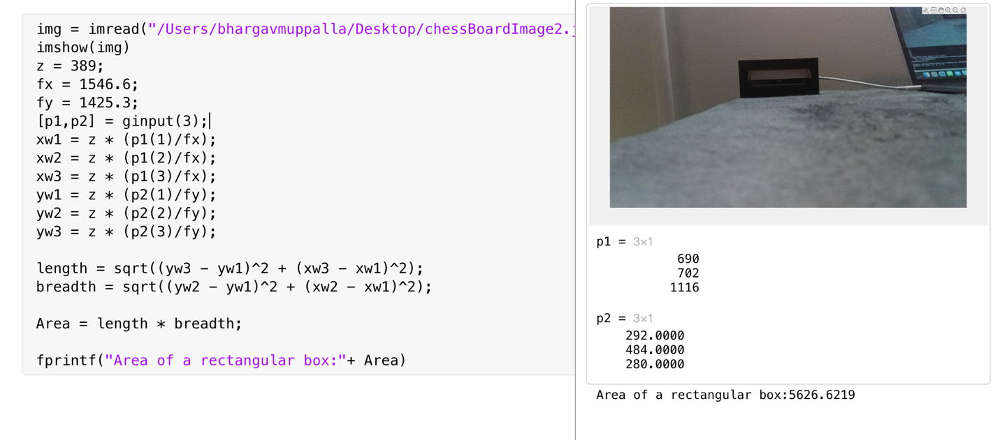 img = imread("/Users/bhargavmuppalla/Desktop/chessBoardImage2.j
imshow(img)
z = 389;
fx = 1546.6;
fy = 1425.3;
[p1,p2] = ginput(3);
xw1 = z * (p1(1)/fx);
xw2 = z * (p1(2)/fx);
xw3 = z * (p1(3)/fx);
yw1 = z * (p2(1)/fy);
yw2 = z * (p2(2)/fy);
yw3 = z * (p2(3)/fy);
length = sqrt((yw3 - yw1)^2 + (xw3 - xw1)^2);
breadth = sqrt((yw2 - yw1)^2 + (xw2 - xw1)^2);
Area = length * breadth;
fprintf("Area of a rectangular box:"+ Area)
p1 = 3×1
690
702
1116
p2 = 3×1
292.0000
484.0000
280.0000
Area of a rectangular box:5626.6219